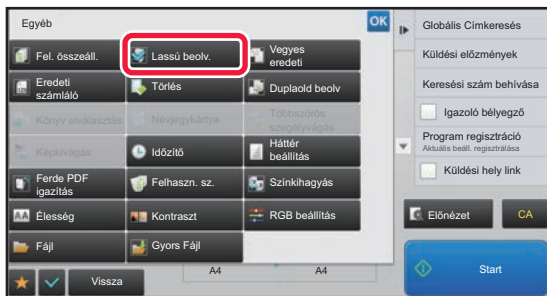 Egyéb
OK
Fel. összeáll.
Lassú beolv.
Vegyes
eredeti
Eredeti
számláló
Törlés
Duplaold beolv
Könyv elválasztás
Névjegykártya
Többszörös
szegélyvágás
Képkivágás
Időzítő
Háttér
beállítás
Ferde PDF
igazítás
Felhaszn. sz.
Színkihagyás
AA Élesség
Kontraszt
RGB beállítás
Fájl
Gyors Fájl
Vissza
A4
A4
Globális Címkeresés
Küldési előzmények
Keresési szám behívása
Igazoló bélyegző
Program regisztráció
Aktuális beáll. regisztrálása
Küldési hely link
Előnézet
CA
Start